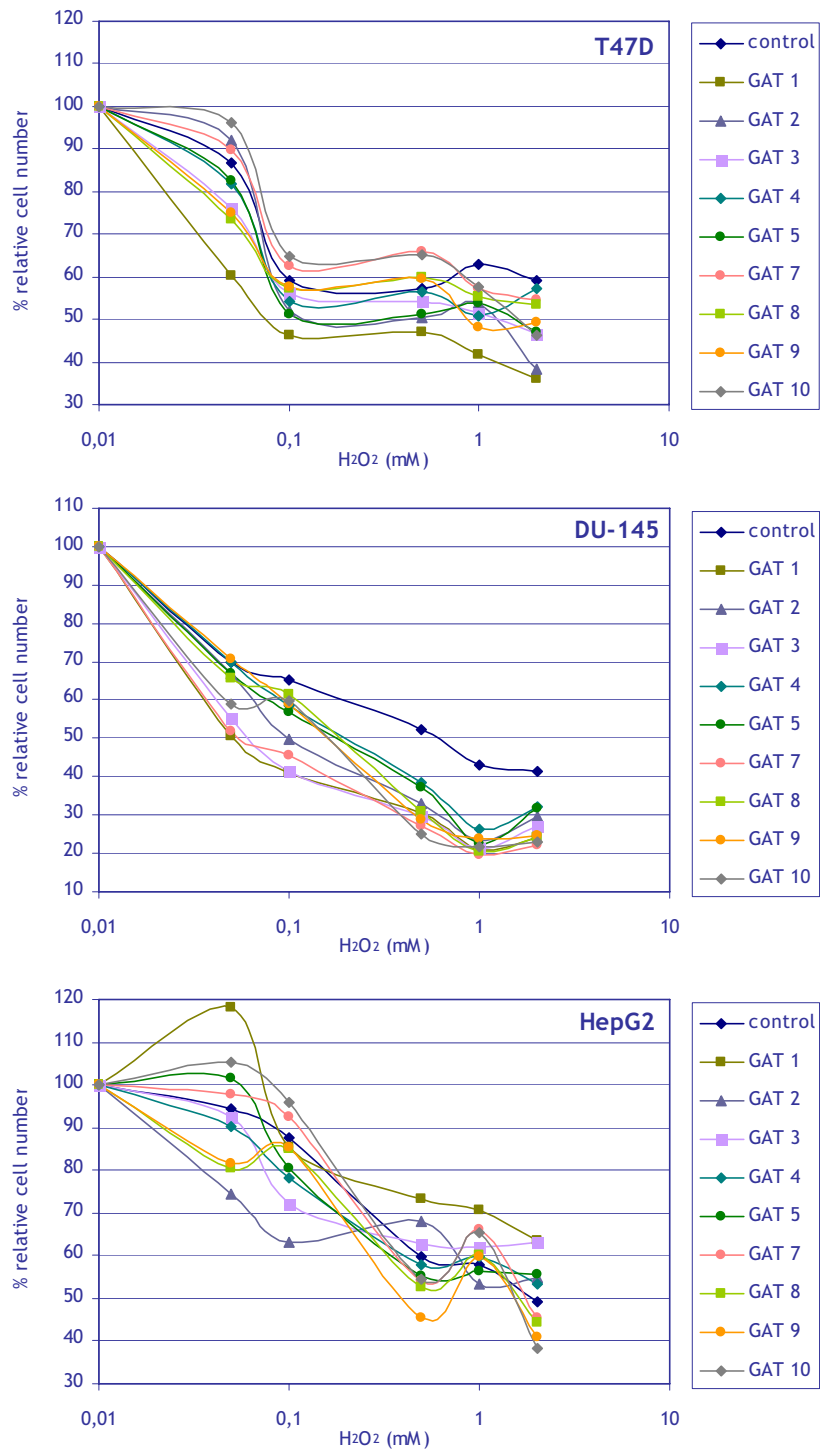 T47D
120
110
100
90
80
70
60
50
40
30
% relative cell number
0,01
0,1
1
10
H2O2 (mM)
control
GAT 1
GAT 2
GAT 3
GAT 4
GAT 5
GAT 7
GAT 8
GAT 9
GAT 10
DU-145
110
100
90
80
70
60
50
40
30
20
10
% relative cell number
0,01
0,1
1
10
H2O2 (mM)
control
GAT 1
GAT 2
GAT 3
GAT 4
GAT 5
GAT 7
GAT 8
GAT 9
GAT 10
HepG2
120
110
100
90
80
70
60
50
40
30
% relative cell number
0,01
0,1
1
10
H2O2 (mM)
control
GAT 1
GAT 2
GAT 3
GAT 4
GAT 5
GAT 7
GAT 8
GAT 9
GAT 10